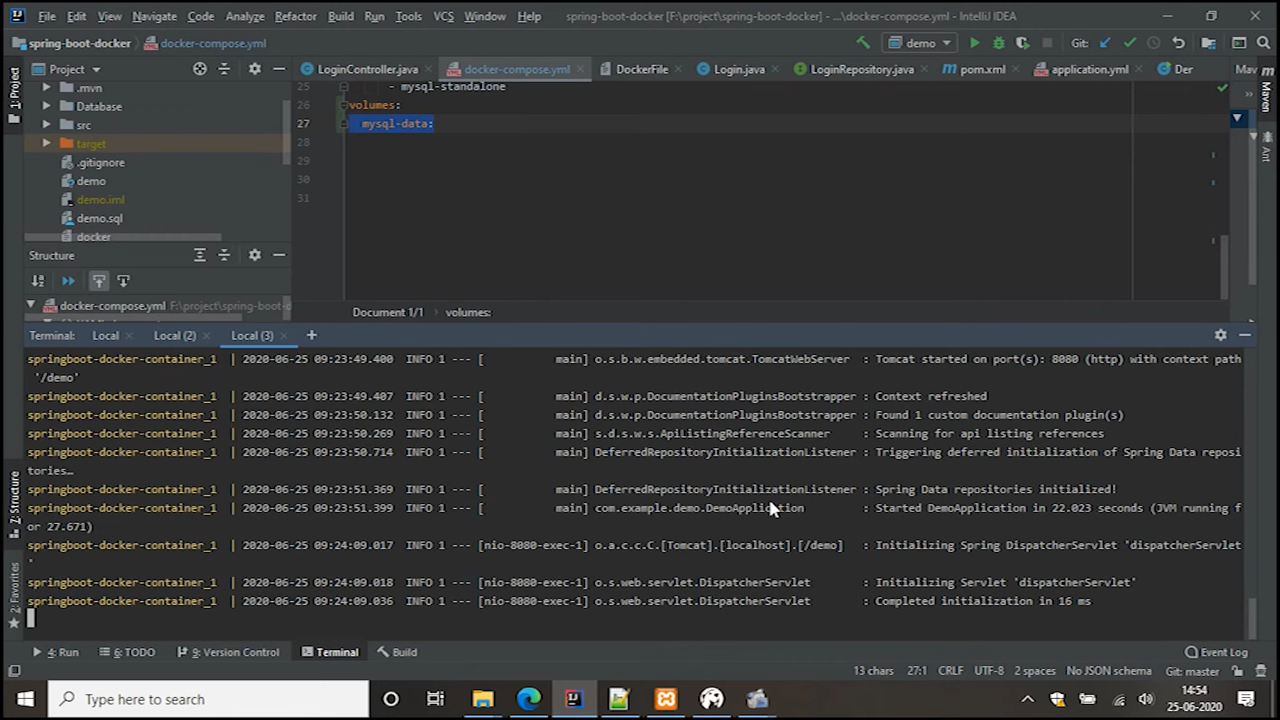 File Edit View Navigate Code Analyze Refactor Build Run Tools VCS Window Help spring-boot-docker [F:\project\spring-boot-docker] - ...\docker-compose.yml - IntelliJ IDEA
spring-boot-docker docker-compose.yml demo Git:
1: Project Project LoginController.java docker-compose.yml DockerFile Login.java LoginRepository.java pom.xml application.yml Der Mav Maven
.mvn 25 - mysql-standalone
Database 26 volumes:
src 27 mysql-data:
target 28
.gitignore 29
demo 30
demo.iml 31
demo.sql
docker
Ant
Structure
docker-compose.yml F:\project\spring-boot-d
Document 1/1 volumes:
Terminal: Local Local (2) Local (3) +
springboot-docker-container_1 | 2020-06-25 09:23:49.400 INFO 1 --- [ main] o.s.b.w.embedded.tomcat.TomcatWebServer : Tomcat started on port(s): 8080 (http) with context path
'/demo'
springboot-docker-container_1 | 2020-06-25 09:23:49.407 INFO 1 --- [ main] d.s.w.p.DocumentationPluginsBootstrapper : Context refreshed
springboot-docker-container_1 | 2020-06-25 09:23:50.132 INFO 1 --- [ main] d.s.w.p.DocumentationPluginsBootstrapper : Found 1 custom documentation plugin(s)
springboot-docker-container_1 | 2020-06-25 09:23:50.269 INFO 1 --- [ main] s.d.s.w.s.ApiListingReferenceScanner : Scanning for api listing references
springboot-docker-container_1 | 2020-06-25 09:23:50.714 INFO 1 --- [ main] DeferredRepositoryInitializationListener : Triggering deferred initialization of Spring Data reposi
tories…
springboot-docker-container_1 | 2020-06-25 09:23:51.369 INFO 1 --- [ main] DeferredRepositoryInitializationListener : Spring Data repositories initialized!
springboot-docker-container_1 | 2020-06-25 09:23:51.399 INFO 1 --- [ main] com.example.demo.DemoApplication : Started DemoApplication in 22.023 seconds (JVM running f
or 27.671)
springboot-docker-container_1 | 2020-06-25 09:24:09.017 INFO 1 --- [nio-8080-exec-1] o.a.c.c.C.[Tomcat].[localhost].[/demo] : Initializing Spring DispatcherServlet 'dispatcherServlet
'
springboot-docker-container_1 | 2020-06-25 09:24:09.018 INFO 1 --- [nio-8080-exec-1] o.s.web.servlet.DispatcherServlet : Initializing Servlet 'dispatcherServlet'
springboot-docker-container_1 | 2020-06-25 09:24:09.036 INFO 1 --- [nio-8080-exec-1] o.s.web.servlet.DispatcherServlet : Completed initialization in 16 ms
Z: Structure
2: Favorites
4: Run 6: TODO 9: Version Control Terminal Build Event Log
13 chars 27:1 CRLF UTF-8 2 spaces No JSON schema Git: master
Type here to search 14:54
25-06-2020